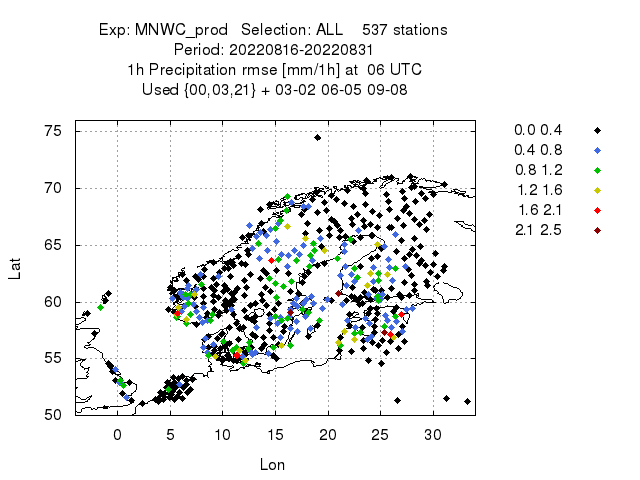 Exp: MNWC_prod Selection: ALL 537 stations
Period: 20220816-20220831
1h Precipitation rmse [mm/1h] at 06 UTC
Used {00,03,21} + 03-02 06-05 09-08
0.0 0.4
0.4 0.8
0.8 1.2
1.2 1.6
1.6 2.1
2.1 2.5
75
70
65
60
55
50
Lat
0 5 10 15 20 25 30
Lon